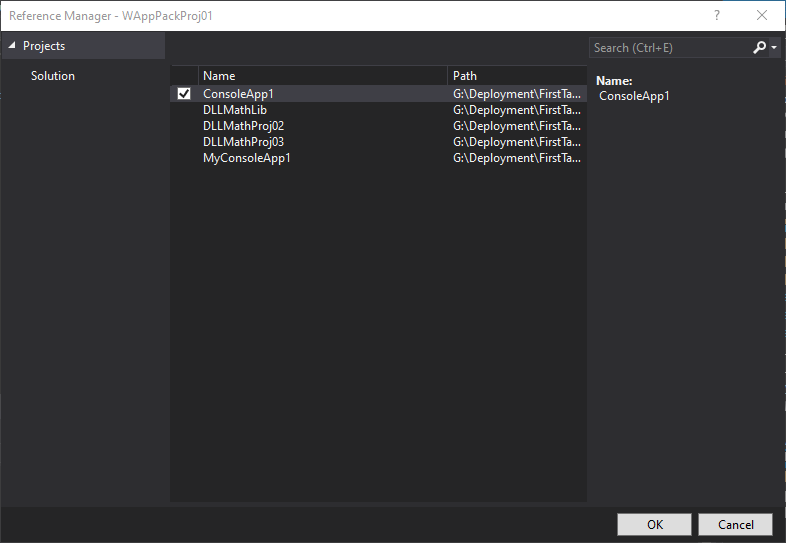 Reference Manager - WAppPackProj01
?
Projects
Search (Ctrl+E)
Solution
Name Path
ConsoleApp1 G:\Deployment\FirstTa...
DLLMathLib G:\Deployment\FirstTa...
DLLMathProj02 G:\Deployment\FirstTa...
DLLMathProj03 G:\Deployment\FirstTa...
MyConsoleApp1 G:\Deployment\FirstTa...
Name:
ConsoleApp1
OK Cancel